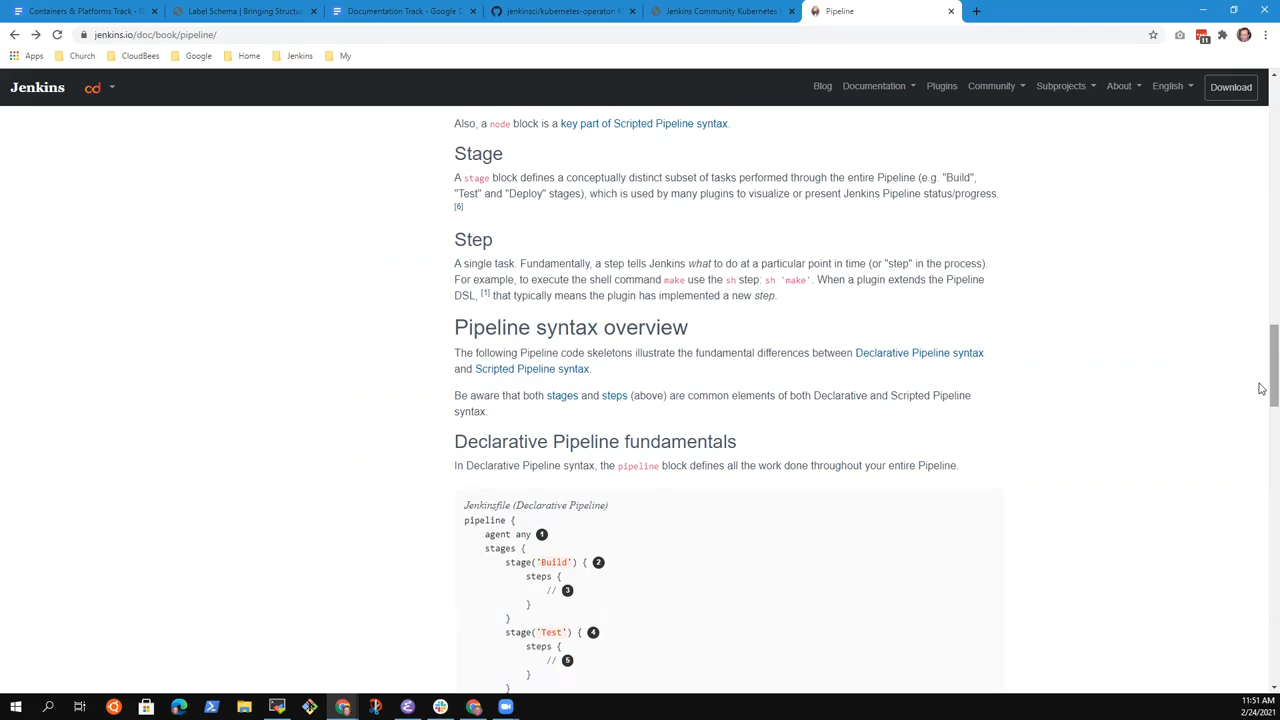 Containers & Platforms Track - G
Label Schema | Bringing Structur
Documentation Track - Google D
jenkinsci/kubernetes-operator: K
Jenkins Community Kubernetes
Pipeline
jenkins.io/doc/book/pipeline/
11
Apps
Church
CloudBees
Google
Home
Jenkins
My
Jenkins
cd
Blog
Documentation
Plugins
Community
Subprojects
About
English
Download
Also, a node block is a key part of Scripted Pipeline syntax.
Stage
A stage block defines a conceptually distinct subset of tasks performed through the entire Pipeline (e.g. "Build",
"Test" and "Deploy" stages), which is used by many plugins to visualize or present Jenkins Pipeline status/progress.
[6]
Step
A single task. Fundamentally, a step tells Jenkins what to do at a particular point in time (or "step" in the process).
For example, to execute the shell command make use the sh step: sh 'make'. When a plugin extends the Pipeline
DSL, [1] that typically means the plugin has implemented a new step.
Pipeline syntax overview
The following Pipeline code skeletons illustrate the fundamental differences between Declarative Pipeline syntax
and Scripted Pipeline syntax.
Be aware that both stages and steps (above) are common elements of both Declarative and Scripted Pipeline
syntax.
Declarative Pipeline fundamentals
In Declarative Pipeline syntax, the pipeline block defines all the work done throughout your entire Pipeline.
Jenkinsfile (Declarative Pipeline)
pipeline {
agent any 1
stages {
stage('Build') { 2
steps {
// 3
}
}
stage('Test') { 4
steps {
// 5
}
}
11:51 AM
2/24/2021